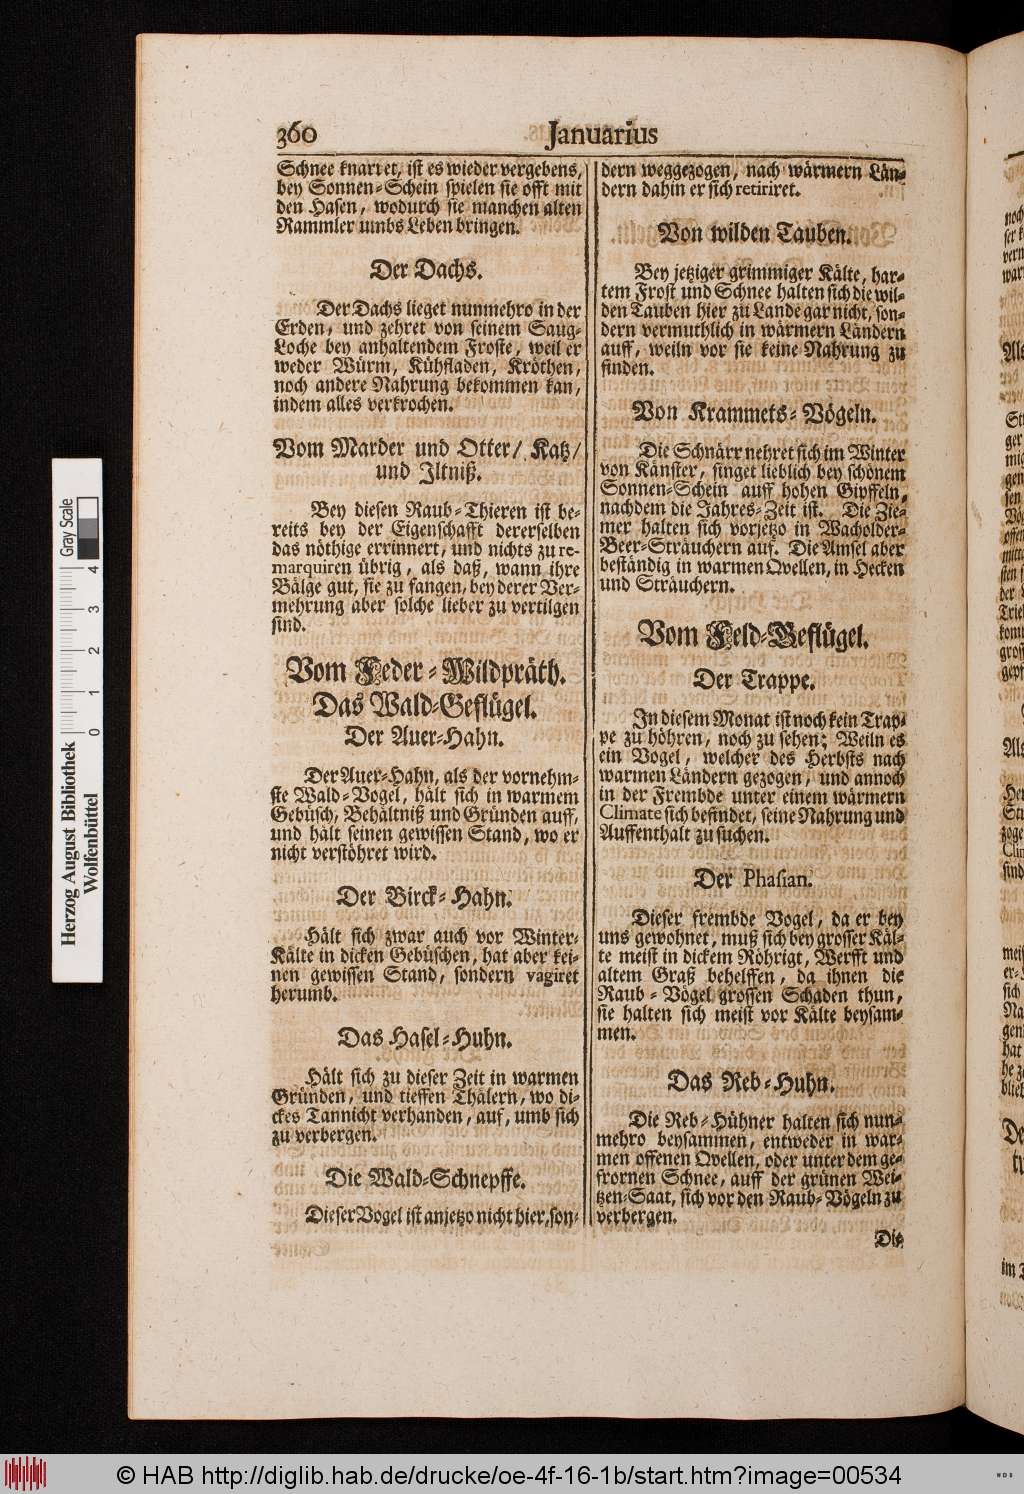 360
Januarius
Schnee knarret, ist es wieder vergebens,
bey Sonnen-Schein spielen sie offt mit
den Hasen, wodurch sie manchen alten
Rammler umbs Leben bringen.
Der Dachs.
Der Dachs lieget nunmehro in der
Erden, und zehret von seinem Saug-
Loche bey anhaltendem Froste, weil er
weder Würm, Kühfladen, Kröthen,
noch andere Nahrung bekommen kan,
indem alles verkrochen.
Vom Marder und Otter/ Katz/
und Iltniß.
Bey diesen Raub-Thieren ist be-
reits bey der Eigenschafft dererselben
das nöthige errinnert, und nichts zu re-
marquiren übrig, als daß, wann ihre
Bälge gut, sie zu fangen, bey derer Ver-
mehrung aber solche lieber zu vertilgen
sind.
Vom Feder-Wildpräth.
Das Wald-Geflügel.
Der Auer-Hahn.
Der Auer-Hahn, als der vornehm-
ste Wald-Vogel, hält sich in warmem
Gebüsch, Behältniß und Gründen auff,
und hält seinen gewissen Stand, wo er
nicht verstöhret wird.
Der Birck-Hahn.
Hält sich zwar auch vor Winter-
Kälte in dicken Gebüschen, hat aber kei-
nen gewissen Stand, sondern vagiret
herumb.
Das Hasel-Huhn.
Hält sich zu dieser Zeit in warmen
Gründen, und tieffen Thälern, wo di-
ckes Tannicht verhanden, auf, umb sich
zu verbergen.
Die Wald-Schnepffe.
Dieser Vogel ist anjetzo nicht hier, son-
dern weggezogen, nach wärmern Län-
dern dahin er sich retiriret.
Von wilden Tauben.
Bey jetziger grimmiger Kälte, har-
tem Frost und Schnee halten sich die wil-
den Tauben hier zu Lande gar nicht, son-
dern vermuthlich in wärmern Ländern
auff, weiln vor sie keine Nahrung zu
finden.
Von Krammets-Vögeln.
Die Schnärr nehret sich im Winter
von Känster, singet lieblich bey schönem
Sonnen-Schein auff hohen Gipffeln,
nachdem die Jahres-Zeit ist. Die Zie-
mer halten sich vorjetzo in Wacholder-
Beer-Sträuchern auf. Die Amsel aber
beständig in warmen Qvellen, in Hecken
und Sträuchern.
Vom Feld-Geflügel.
Der Trappe.
In diesem Monat ist noch kein Trap-
pe zu höhren, noch zu sehen; Weiln es
ein Vogel, welcher des Herbsts nach
warmen Ländern gezogen, und annoch
in der Frembde unter einem wärmern
Climate sich befindet, seine Nahrung und
Auffenthalt zu suchen.
Der Phasian.
Dieser frembde Vogel, da er bey
uns gewohnet, muß sich bey grosser Käl-
te meist in dickem Röhrigt, Werfft und
altem Graß behelffen, da ihnen die
Raub-Vögel grossen Schaden thun,
sie halten sich meist vor Kälte beysam-
men.
Das Reb-Huhn.
Die Reb-Hühner halten sich nun-
mehro beysammen, entweder in war-
men offenen Qvellen, oder unter dem ge-
frornen Schnee, auff der grünen Wei-
tzen-Saat, sich vor den Raub-Vögeln zu
verbergen.
Die
Gray Scale
0 1 2 3 4
Herzog August Bibliothek
Wolfenbüttel
© HAB http://diglib.hab.de/drucke/oe-4f-16-1b/start.htm?image=00534